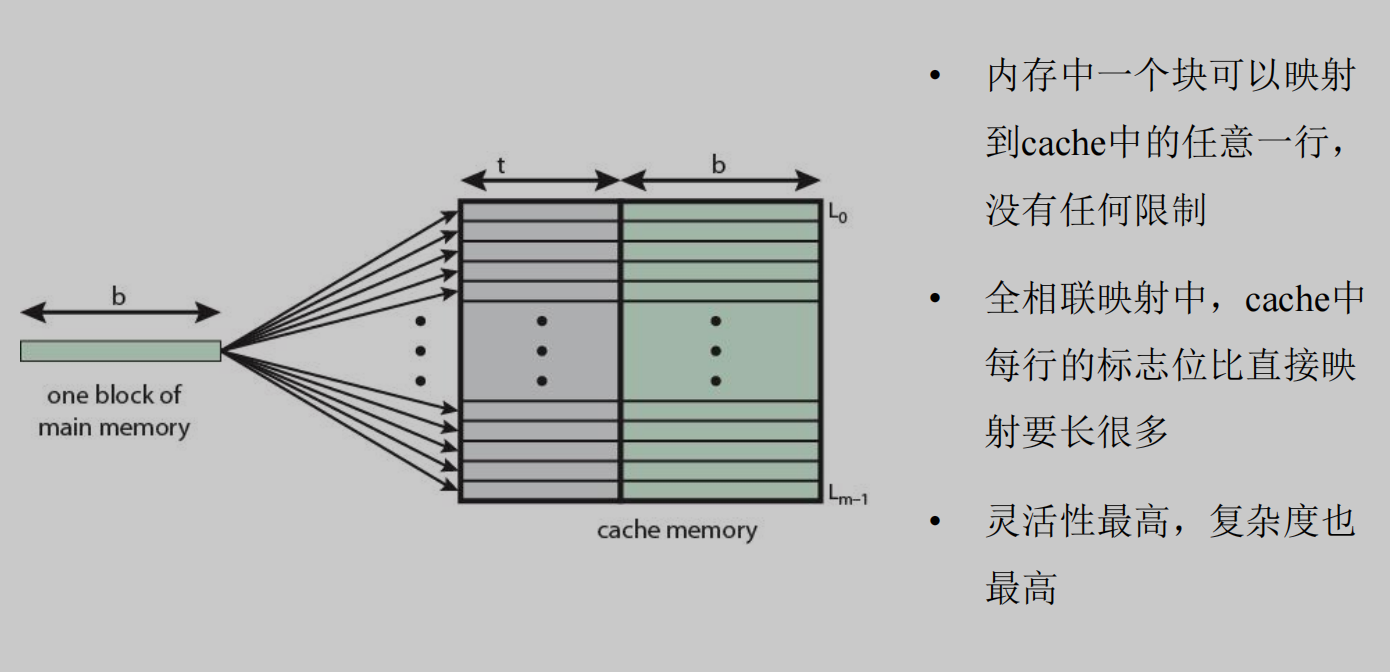 t
b
L0
b
one block of
main memory
Lm–1
cache memory
• 内存中一个块可以映射
到cache中的任意一行，
没有任何限制
• 全相联映射中，cache中
每行的标志位比直接映
射要长很多
• 灵活性最高，复杂度也
最高